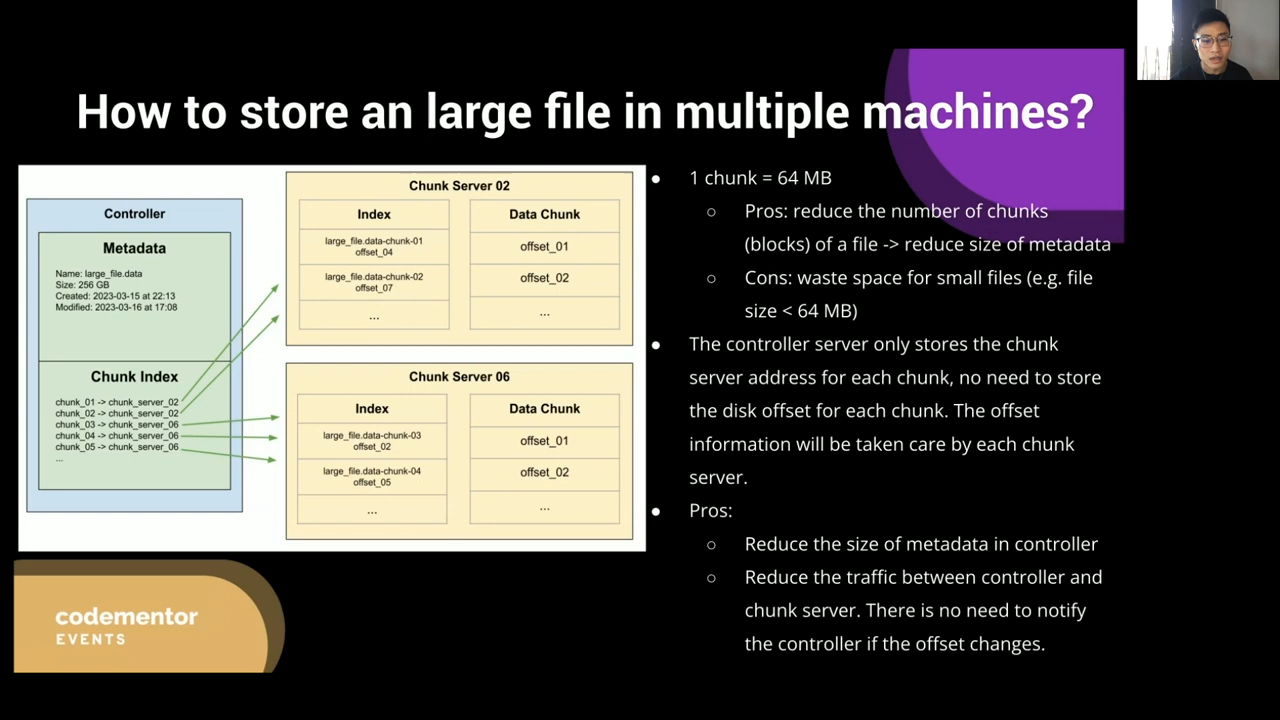 How to store an large file in multiple machines?
Controller
Metadata
Name: large_file.data
Size: 256 GB
Created: 2023-03-15 at 22:13
Modified: 2023-03-16 at 17:08
Chunk Index
chunk_01 -> chunk_server_02
chunk_02 -> chunk_server_02
chunk_03 -> chunk_server_06
chunk_04 -> chunk_server_06
chunk_05 -> chunk_server_06
...
Chunk Server 02
Index
large_file.data-chunk-01
offset_04
large_file.data-chunk-02
offset_07
...
Data Chunk
offset_01
offset_02
...
Chunk Server 06
Index
large_file.data-chunk-03
offset_02
large_file.data-chunk-04
offset_05
...
Data Chunk
offset_01
offset_02
...
● 1 chunk = 64 MB
○ Pros: reduce the number of chunks
(blocks) of a file -> reduce size of metadata
○ Cons: waste space for small files (e.g. file
size < 64 MB)
● The controller server only stores the chunk
server address for each chunk, no need to store
the disk offset for each chunk. The offset
information will be taken care by each chunk
server.
● Pros:
○ Reduce the size of metadata in controller
○ Reduce the traffic between controller and
chunk server. There is no need to notify
the controller if the offset changes.
codementor
EVENTS